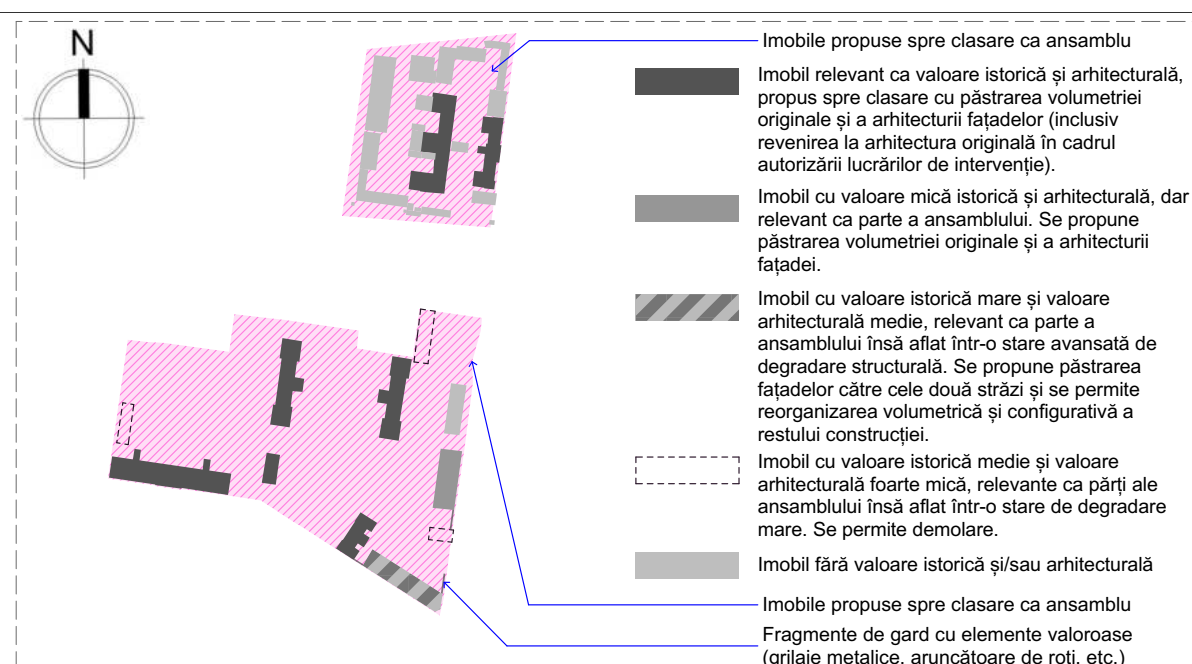 N
Imobile propuse spre clasare ca ansamblu
Imobil relevant ca valoare istorică și arhitecturală,
propus spre clasare cu păstrarea volumetriei
originale și a arhitecturii fațadelor (inclusiv
revenirea la arhitectura originală în cadrul
autorizării lucrărilor de intervenție).
Imobil cu valoare mică istorică și arhitecturală, dar
relevant ca parte a ansamblului. Se propune
păstrarea volumetriei originale și a arhitecturii
fațadei.
Imobil cu valoare istorică mare și valoare
arhitecturală medie, relevant ca parte a
ansamblului însă aflat într-o stare avansată de
degradare structurală. Se propune păstrarea
fațadelor către cele două străzi și se permite
reorganizarea volumetrică și configurativă a
restului construcției.
Imobil cu valoare istorică medie și valoare
arhitecturală foarte mică, relevante ca părți ale
ansamblului însă aflat într-o stare de degradare
mare. Se permite demolare.
Imobil fără valoare istorică și/sau arhitecturală
Imobile propuse spre clasare ca ansamblu
Fragmente de gard cu elemente valoroase
(grilaje metalice, aruncătoare de roți, etc.)